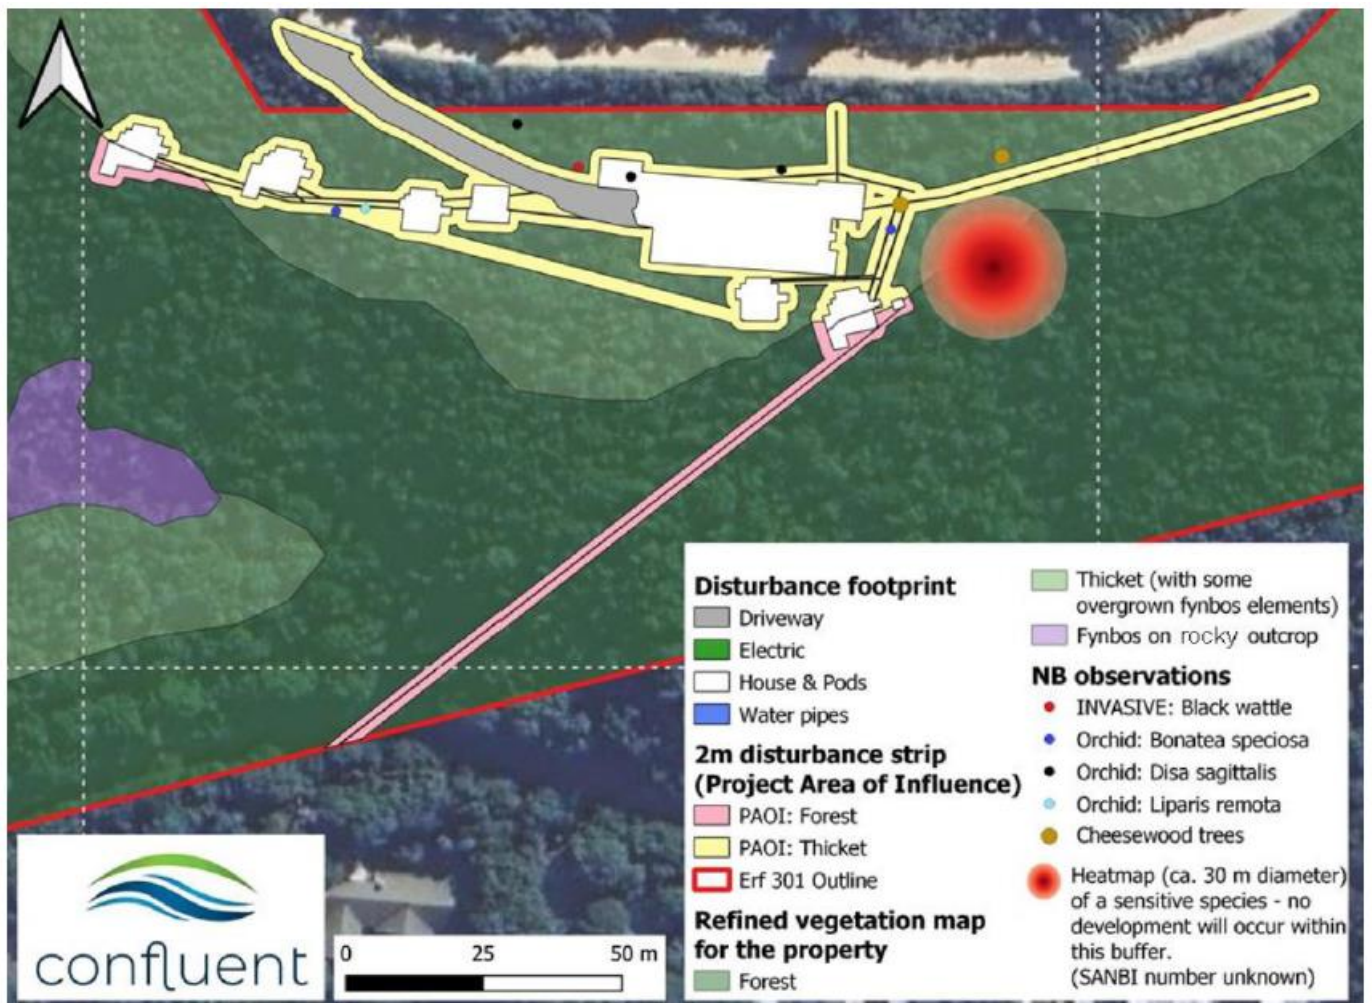 Disturbance footprint
Driveway
Electric
House & Pods
Water pipes
2m disturbance strip
(Project Area of Influence)
PAOI: Forest
PAOI: Thicket
Erf 301 Outline
Refined vegetation map
for the property
Forest
Thicket (with some
overgrown fynbos elements)
Fynbos on rocky outcrop
NB observations
INVASIVE: Black wattle
Orchid: Bonatea speciosa
Orchid: Disa sagittalis
Orchid: Liparis remota
Cheesewood trees
Heatmap (ca. 30 m diameter)
of a sensitive species - no
development will occur within
this buffer.
(SANBI number unknown)
confluent
0 25 50 m